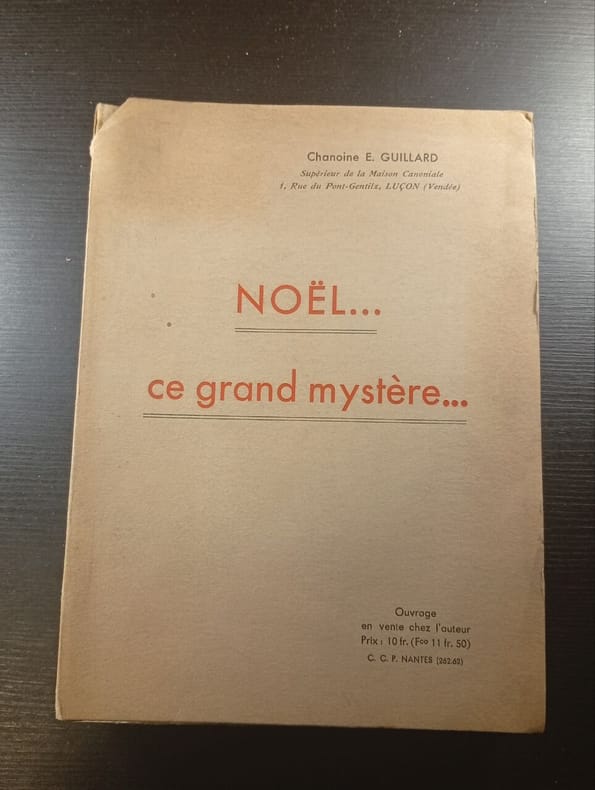 Chanoine E. GUILLARD
Supérieur de la Maison Canoniale
1, Rue du Pont-Gentilz, LUÇON (Vendée)
NOËL...
ce grand mystère...
Ouvrage
en vente chez l'auteur
Prix : 10 fr. (Fco 11 fr. 50)
C. C. P. NANTES (262.62)